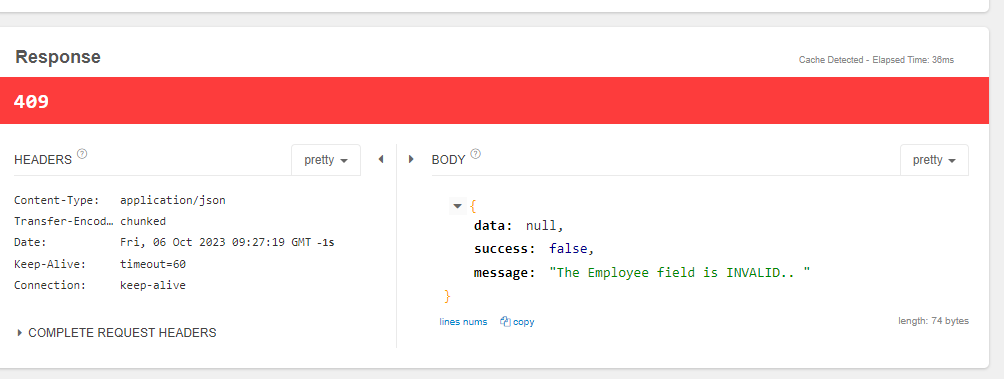 Response
Cache Detected - Elapsed Time: 36ms
409
HEADERS ?
pretty
BODY ?
pretty
Content-Type: application/json
Transfer-Encod… chunked
Date: Fri, 06 Oct 2023 09:27:19 GMT -1s
Keep-Alive: timeout=60
Connection: keep-alive
COMPLETE REQUEST HEADERS
{
data: null,
success: false,
message: "The Employee field is INVALID.. "
}
lines nums copy
length: 74 bytes